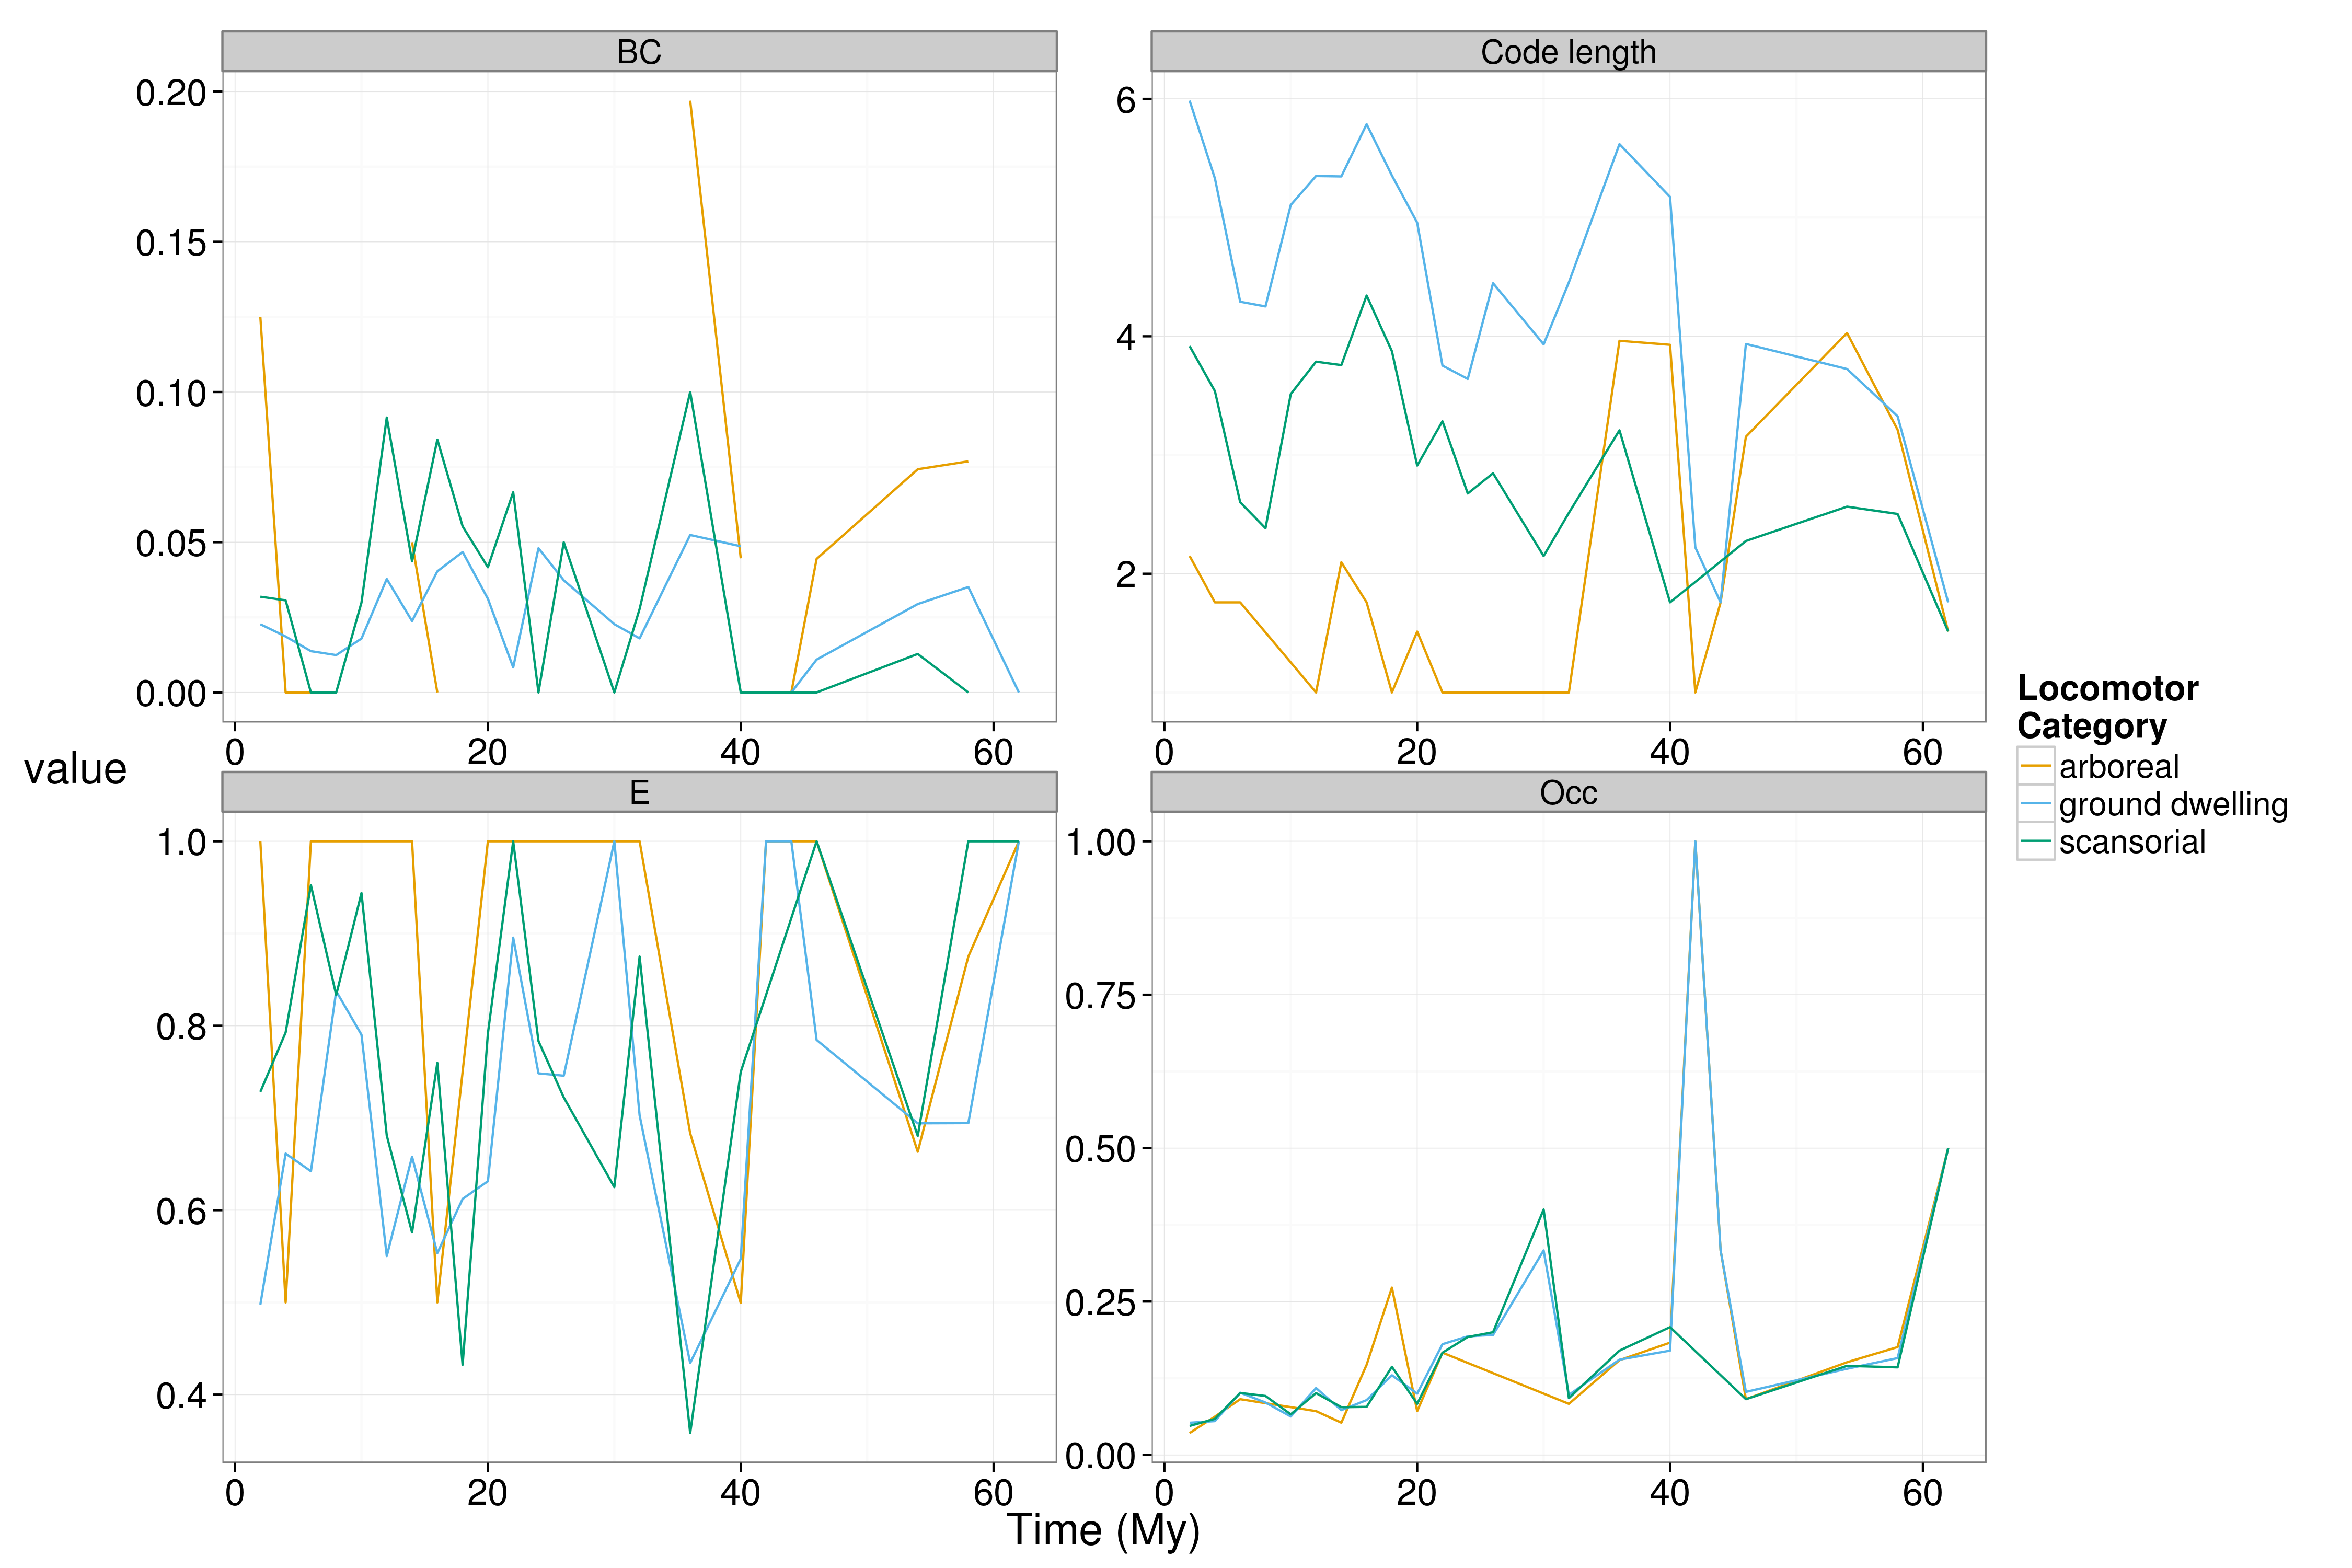 BC
Code length
0.20
0.15
0.10
0.05
0.00
6
4
2
0 20 40 60
0 20 40 60
value
E
Occ
1.0
0.8
0.6
0.4
1.00
0.75
0.50
0.25
0.00
0 20 40 60
0 20 40 60
Time (My)
Locomotor
Category
arboreal
ground dwelling
scansorial